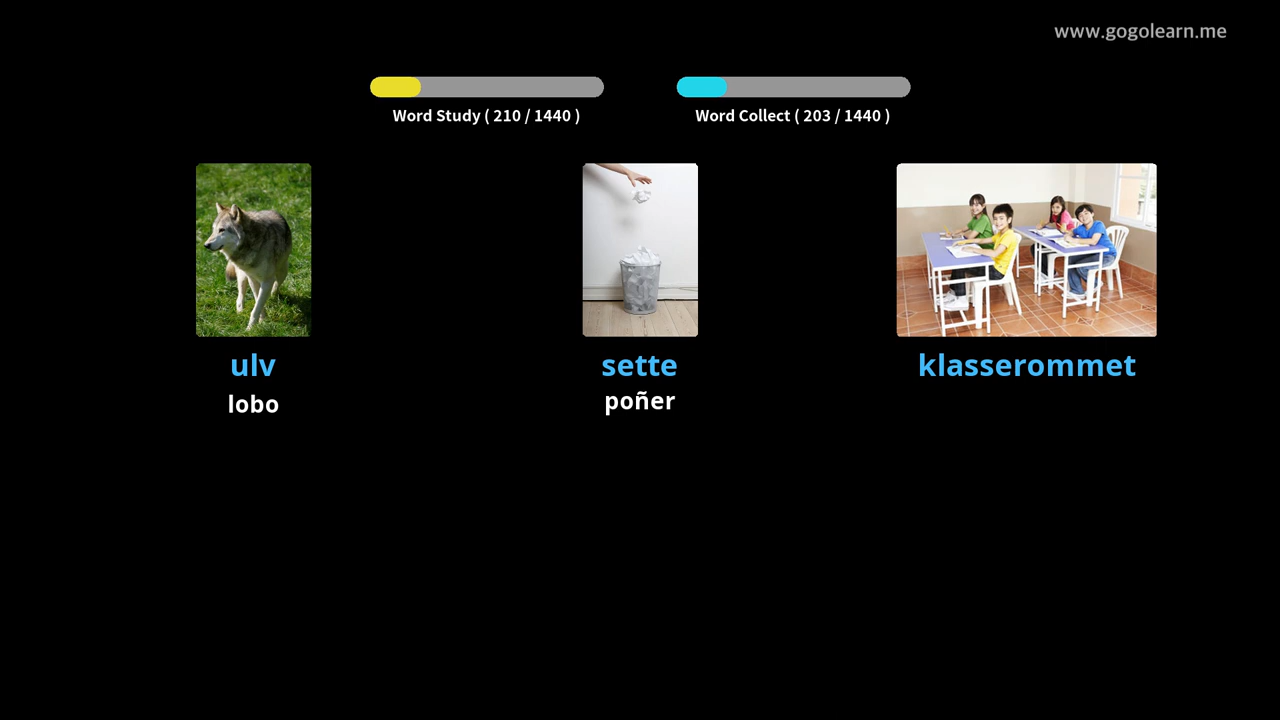 www.gogolearn.me
Word Study ( 210 / 1440 )
Word Collect ( 203 / 1440 )
ulv
lobo
sette
poñer
klasserommet